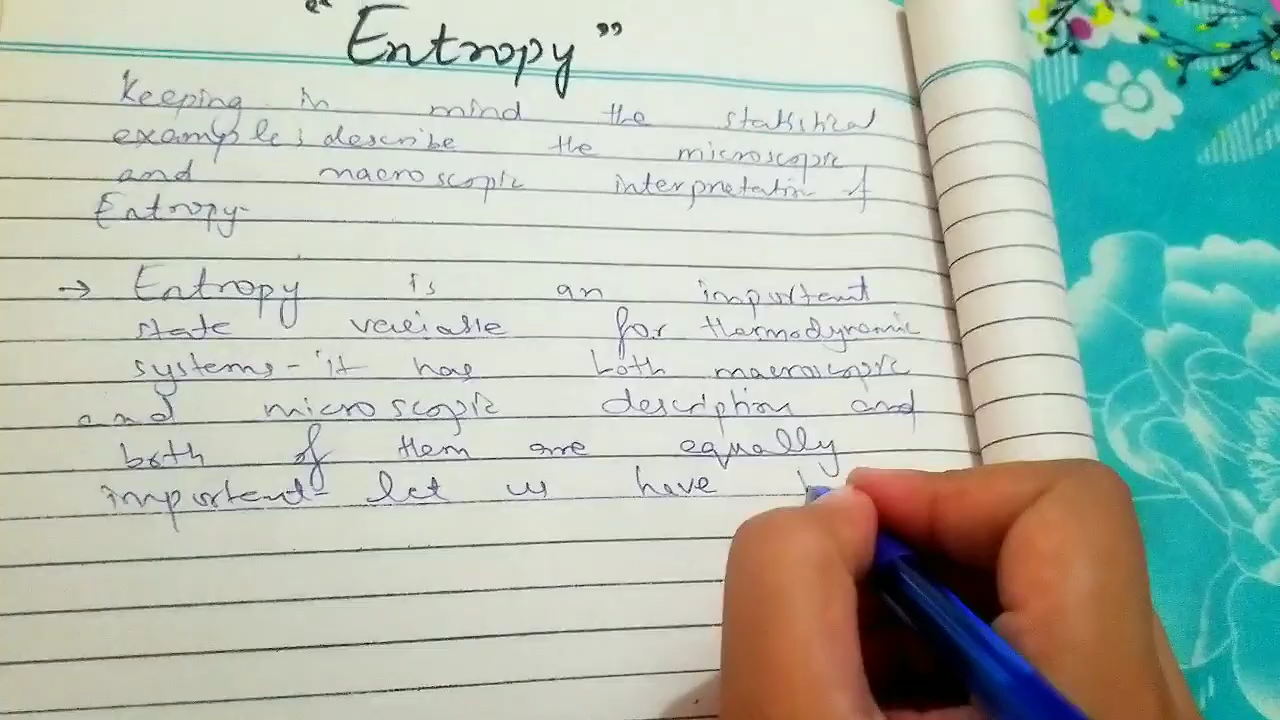 "Entropy"
Keeping in mind the statistical
examples describe the microscopic
and macroscopic interpretation of
Entropy.
→ Entropy is an important
state variable for thermodynamic
systems - it has both macroscopic
and microscopic description and
both of them are equally
important - let us have